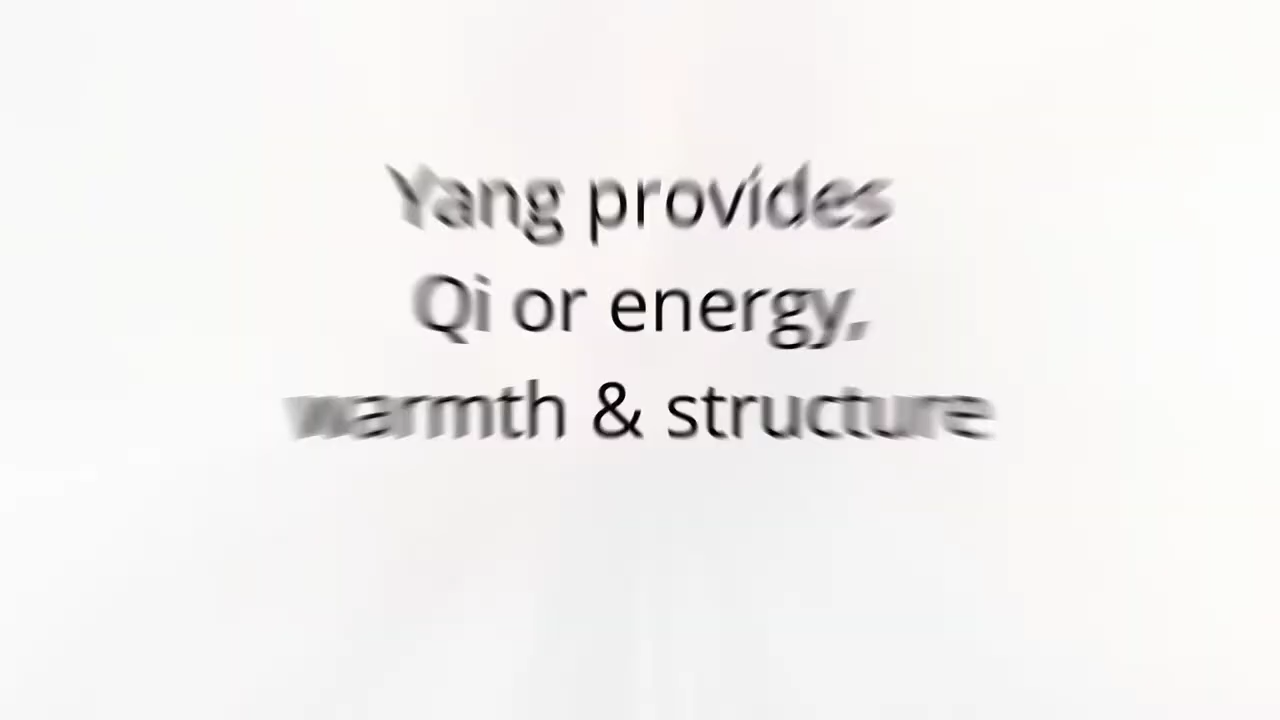 Yang provides
Qi or energy,
warmth & structure